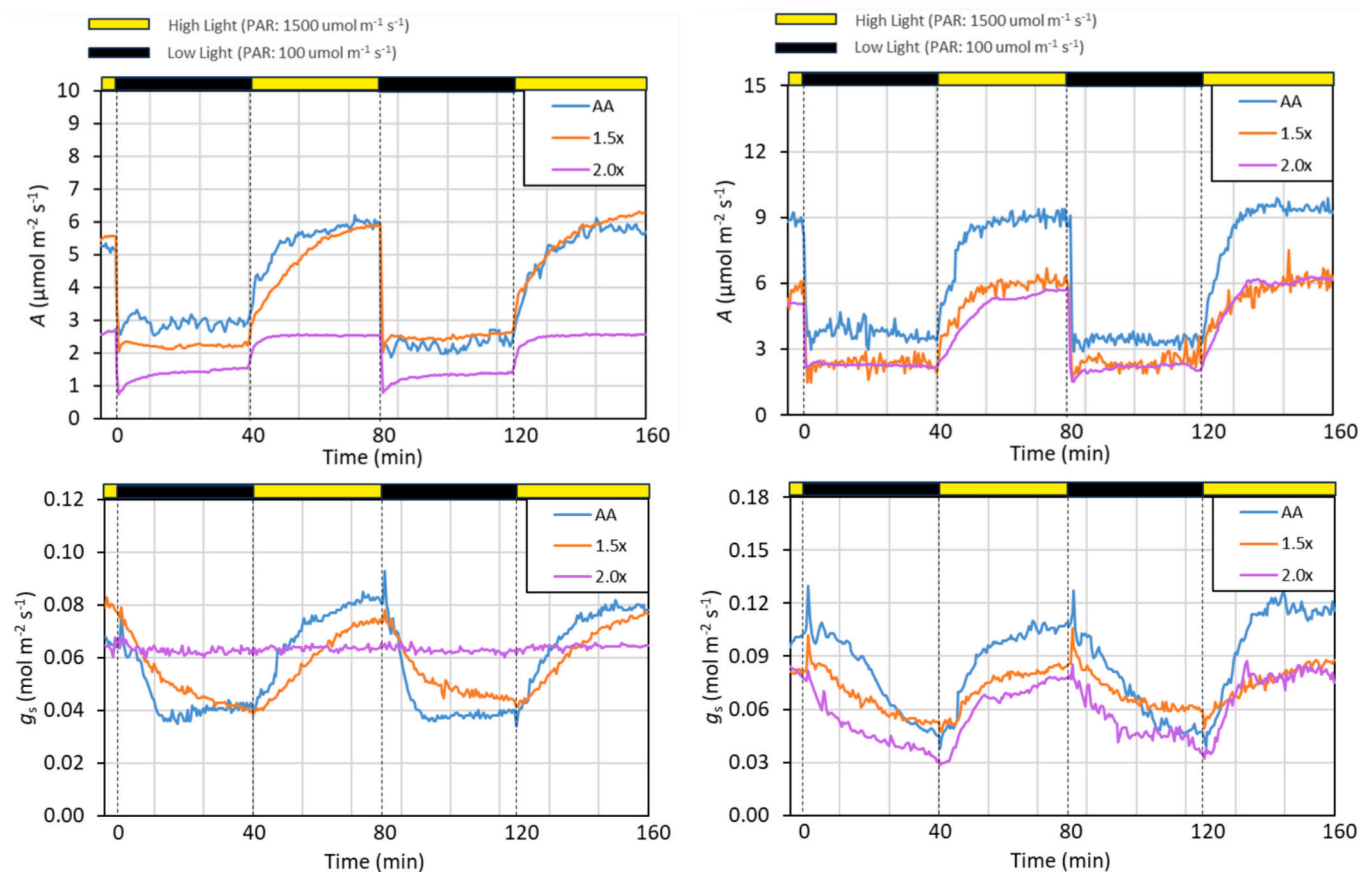 High Light (PAR: 1500 umol m⁻¹ s⁻¹)
Low Light (PAR: 100 umol m⁻¹ s⁻¹)
10
9
8
7
6
5
4
3
2
1
0
A (μmol m⁻² s⁻¹)
AA
1.5x
2.0x
0 40 80 120 160
Time (min)
High Light (PAR: 1500 umol m⁻¹ s⁻¹)
Low Light (PAR: 100 umol m⁻¹ s⁻¹)
15
12
9
6
3
0
A (μmol m⁻² s⁻¹)
AA
1.5x
2.0x
0 40 80 120 160
Time (min)
0.12
0.10
0.08
0.06
0.04
0.02
0.00
gₛ (mol m⁻² s⁻¹)
AA
1.5x
2.0x
0 40 80 120 160
Time (min)
0.18
0.15
0.12
0.09
0.06
0.03
0.00
gₛ (mol m⁻² s⁻¹)
AA
1.5x
2.0x
0 40 80 120 160
Time (min)